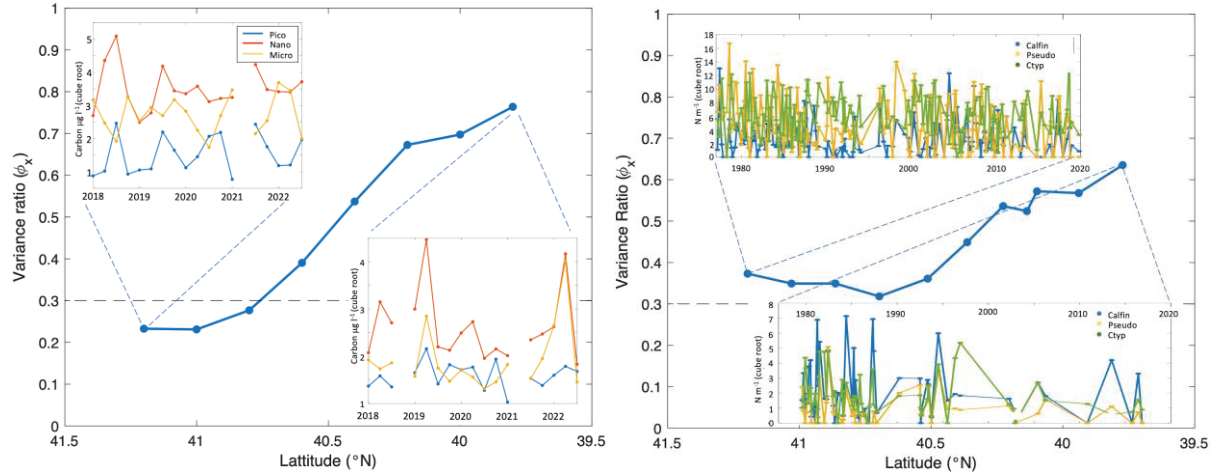 1
0.9
0.8
0.7
0.6
0.5
0.4
0.3
0.2
0.1
0
Variance ratio (ϕx)
41.5 41 40.5 40 39.5
Lattitude (°N)
5
4
3
2
1
Carbon µg l-1 (cube root)
2018 2019 2020 2021 2022
Pico
Nano
Micro
4
3
2
1
Carbon µg l-1 (cube root)
2018 2019 2020 2021 2022
1
0.9
0.8
0.7
0.6
0.5
0.4
0.3
0.2
0.1
0
Variance Ratio (ϕx)
41 40.5 40 39.5
Latitude (°N)
18
16
14
12
10
8
6
4
2
0
N m-1 (cube root)
1980 1990 2000 2010 2020
Calfin
Pseudo
Ctyp
1980 1990 2000 2010 2020
8
7
6
5
4
3
2
1
0
N m-1 (cube root)
Calfin
Pseudo
Ctyp